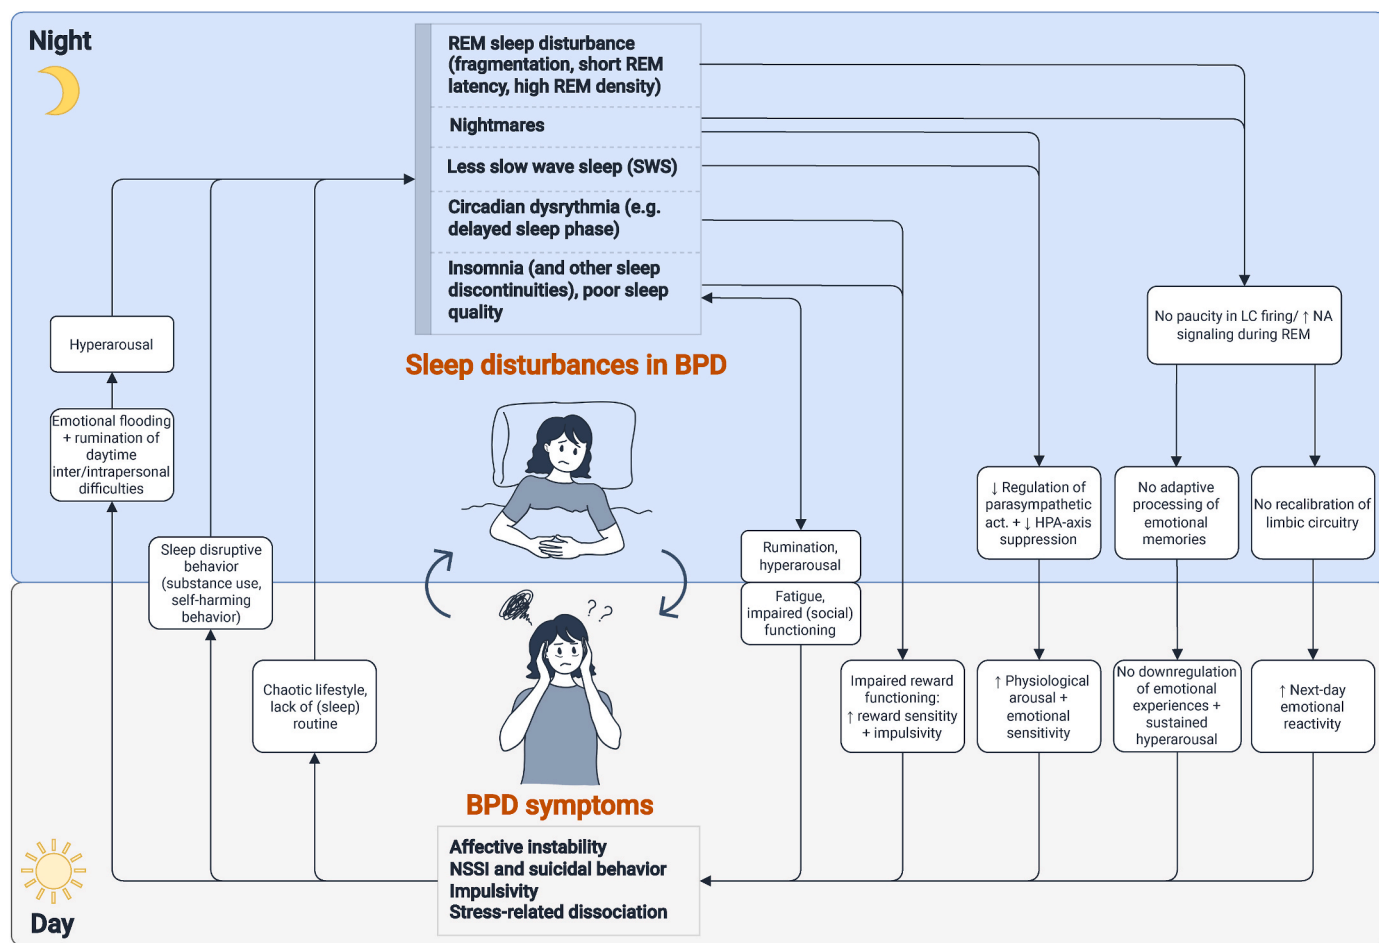 Night
REM sleep disturbance
(fragmentation, short REM
latency, high REM density)
Nightmares
Less slow wave sleep (SWS)
Circadian dysrythmia (e.g.
delayed sleep phase)
Insomnia (and other sleep
discontinuities), poor sleep
quality
Sleep disturbances in BPD
Hyperarousal
Emotional flooding
+ rumination of
daytime
inter/intrapersonal
difficulties
Sleep disruptive
behavior
(substance use,
self-harming
behavior)
Chaotic lifestyle,
lack of (sleep)
routine
No paucity in LC firing/ ↑ NA
signaling during REM
↓ Regulation of
parasympathetic
act. + ↓ HPA-axis
suppression
No adaptive
processing of
emotional
memories
No recalibration of
limbic circuitry
Rumination,
hyperarousal
Fatigue,
impaired (social)
functioning
? ?
Impaired reward
functioning:
↑ reward sensitity
+ impulsivity
↑ Physiological
arousal +
emotional
sensitivity
No downregulation
of emotional
experiences +
sustained
hyperarousal
↑ Next-day
emotional
reactivity
BPD symptoms
Affective instability
NSSI and suicidal behavior
Impulsivity
Stress-related dissociation
Day